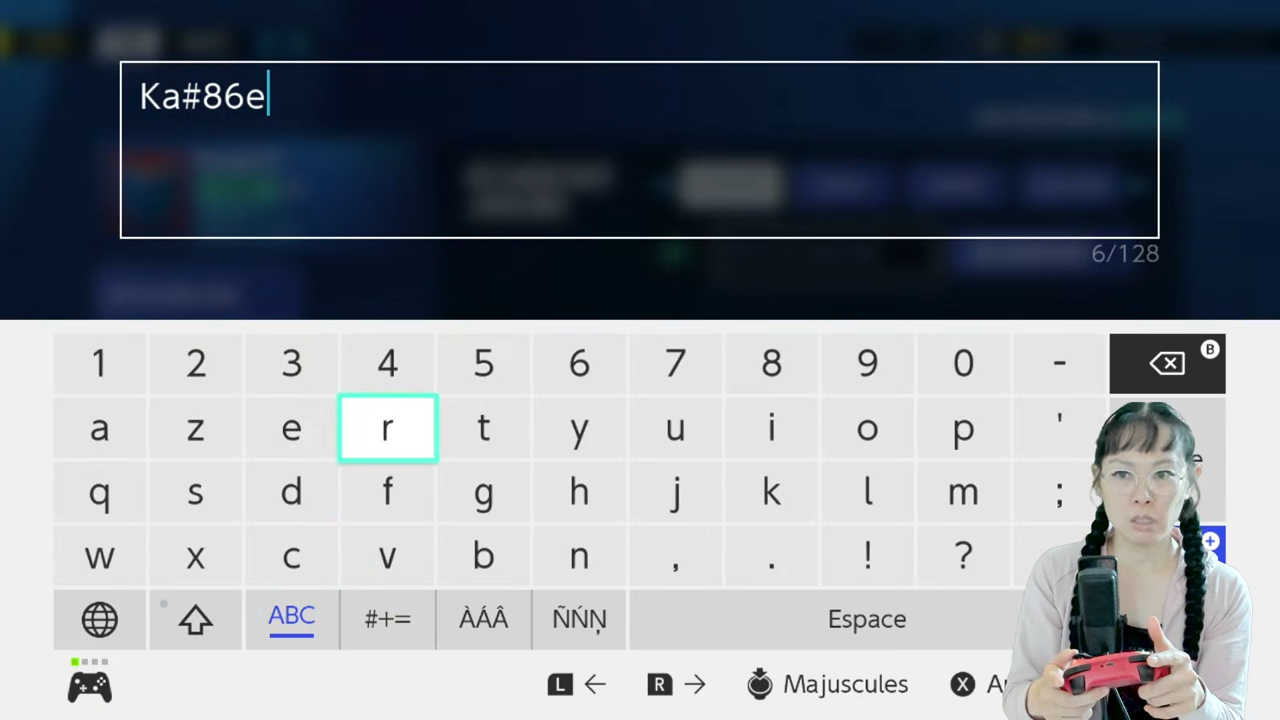 Ka#86e
6/128
1 2 3 4 5 6 7 8 9 0 -
B
a z e r t y u i o p '
q s d f g h j k l m ;
w x c v b n , . ! ?
+
ABC #+= ÀÁÂ ÑŃŅ Espace
L ← R → Majuscules X